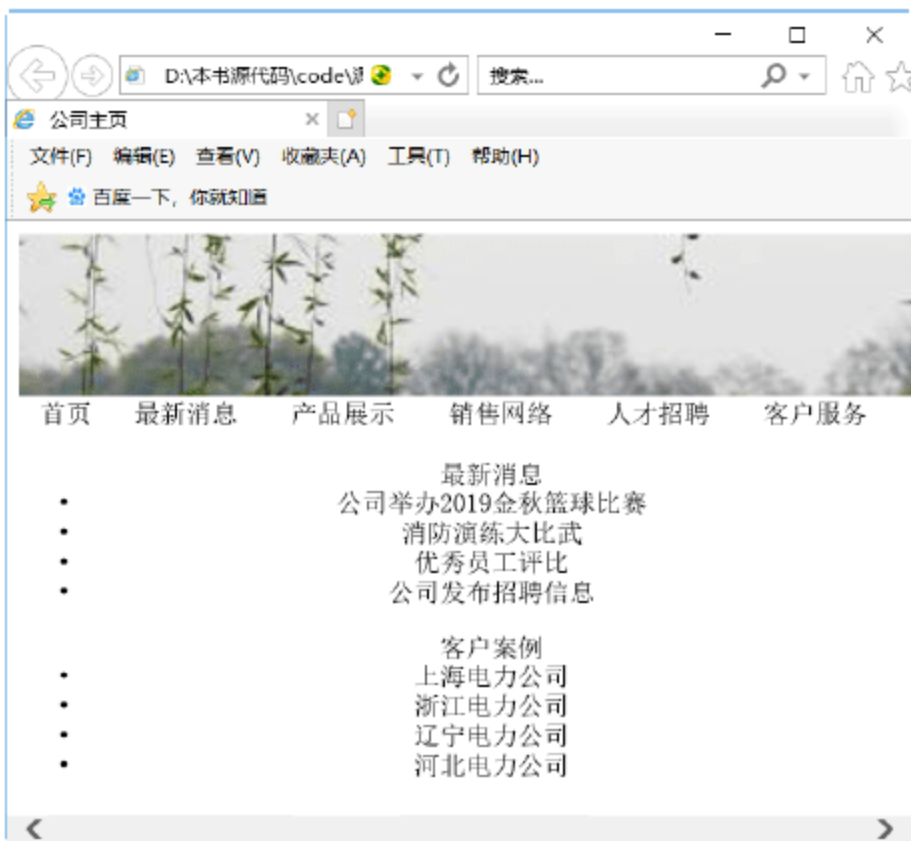 D:\本书源代码\code\
搜索...
公司主页
文件(F) 编辑(E) 查看(V) 收藏夹(A) 工具(T) 帮助(H)
百度一下，你就知道
首页 最新消息 产品展示 销售网络 人才招聘 客户服务
最新消息
• 公司举办2019金秋篮球比赛
• 消防演练大比武
• 优秀员工评比
• 公司发布招聘信息
客户案例
• 上海电力公司
• 浙江电力公司
• 辽宁电力公司
• 河北电力公司